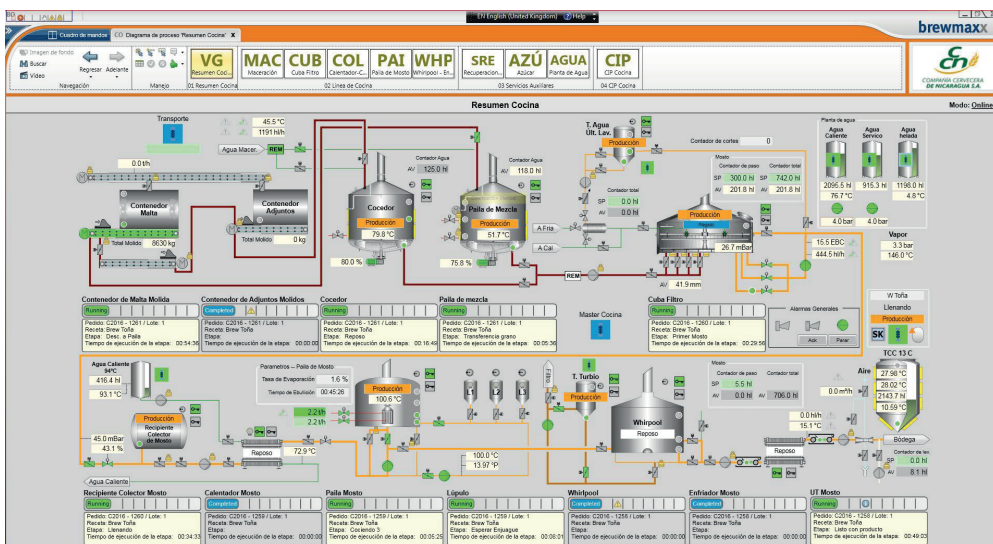 EN English (United Kingdom) Help
Cuadro de mandos
Diagrama de proceso 'Resumen Cocina' X
brewmaxx
Imagen de fondo
Buscar
Vídeo
Regresar Adelante
Navegación
Manejo
VG
Resumen Coci...
01 Resumen Cocina
MAC
Maceración
CUB
Cuba Filtro
COL
Calentador-C...
PAI
Paila de Mosto
WHP
Whirlpool - En...
02 Linea de Cocina
SRE
Recuperacion...
AZÚ
Azúcar
AGUA
Planta de Agua
03 Servicios Auxiliares
CIP
CIP Cocina
04 CIP Cocina
COMPAÑÍA CERVECERA
DE NICARAGUA S.A.
Resumen Cocina
Modo: Online
Transporte
45.5 °C
1191 hl/h
Agua Macer.
REM
0.0 t/h
Contenedor
Malta
Total Molido 8630 kg
Contenedor
Adjuntos
Total Molido 0 kg
Contador Agua
AV 125.0 hl
Cocedor
Producción
79.8 °C
80.0 %
Contador Agua
AV 118.0 hl
Paila de Mezcla
Producción
51.7 °C
75.8 %
T. Agua
Últ. Lav.
Producción
Contador total
SP 0.0 hl
AV 0.0 hl
A.Fria
A.Cal
REM
Contador de cortes 0
Mosto
Contador de paso Contador total
SP 300.0 hl SP 742.0 hl
AV 201.8 hl AV 201.8 hl
Producción
26.7 mBar
AV 41.9 mm
Planta de agua
Agua
Caliente
Agua
Servico
Agua
helada
2095.5 hl 915.3 hl 1198.0 hl
76.7 °C 4.8 °C
4.0 bar 4.0 bar
15.5 EBC
444.5 hl/h
Vapor
3.3 bar
146.0 °C
Contenedor de Malta Molida
Running
Pedido: C2016 - 1261 / Lote: 1
Receta: Brew Toña
Etapa: Desc. a Paila
Tiempo de ejecución de la etapa: 00:54:36
Contenedor de Adjuntos Molidos
Completed
Pedido: C2016 - 1261 / Lote: 1
Receta: Brew Toña
Etapa:
Tiempo de ejecución de la etapa: 00:00:00
Cocedor
Running
Pedido: C2016 - 1261 / Lote: 1
Receta: Brew Toña
Etapa: Reposo
Tiempo de ejecución de la etapa: 00:16:49
Paila de mezcla
Running
Pedido: C2016 - 1261 / Lote: 1
Receta: Brew Toña
Etapa: Transferencia grano
Tiempo de ejecución de la etapa: 00:05:36
Master Cocina
Cuba Filtro
Running
Pedido: C2016 - 1260 / Lote: 1
Receta: Brew Toña
Etapa: Primer Mosto
Tiempo de ejecución de la etapa: 00:29:56
Alarmas Generales
Ack Parar
W Toña
Llenando
Producción
SK
TCC 13 C
Aire
0.0 m³/h
27.98 °C
28.02 °C
2143.7 hl
10.59 °C
Agua Caliente
94°C
416.4 hl
93.1 °C
Producción
Recipiente
Colector
de Mosto
45.0 mBar
43.1 %
Agua Caliente
Reposo
72.9 °C
Parametros – Paila de Mosto
Tasa de Evaporación 1.6 %
Tiempo de Ebullición 00:45:26
2.2 t/h
2.2 t/h
Producción
100.6 °C
L1 L2 L3
100.0 °C
13.97 °P
Filtro
T. Turbio
Producción
Whirpool
Reposo
Mosto
Contador de paso Contador total
SP 5.5 hl
AV 0.0 hl AV 706.0 hl
0.0 hl/h
15.1 °C
Reposo
Bodega
Contador de lev.
SP 0.0 hl
AV 8.1 hl
Recipiente Colector Mosto
Running
Pedido: C2016 - 1260 / Lote: 1
Receta: Brew Toña
Etapa: Llenando
Tiempo de ejecución de la etapa: 00:34:33
Calentador Mosto
Completed
Pedido: C2016 - 1259 / Lote: 1
Receta: Brew Toña
Etapa:
Tiempo de ejecución de la etapa: 00:00:00
Paila Mosto
Running
Pedido: C2016 - 1259 / Lote: 1
Receta: Brew Toña
Etapa: Cociendo 3
Tiempo de ejecución de la etapa: 00:05:25
Lúpulo
Running
Pedido: C2016 - 1259 / Lote: 1
Receta: Brew Toña
Etapa: Esperar Enjuague
Tiempo de ejecución de la etapa: 00:08:01
Whirlpool
Completed
Pedido: C2016 - 1258 / Lote: 1
Receta: Brew Toña
Etapa:
Tiempo de ejecución de la etapa: 00:00:00
Enfriador Mosto
Completed
Pedido: C2016 - 1258 / Lote: 1
Receta: Brew Toña
Etapa:
Tiempo de ejecución de la etapa: 00:00:00
UT Mosto
Running
Pedido: C2016 - 1258 / Lote: 1
Receta: Brew Toña
Etapa: Listo con producto
Tiempo de ejecución de la etapa: 00:49:03